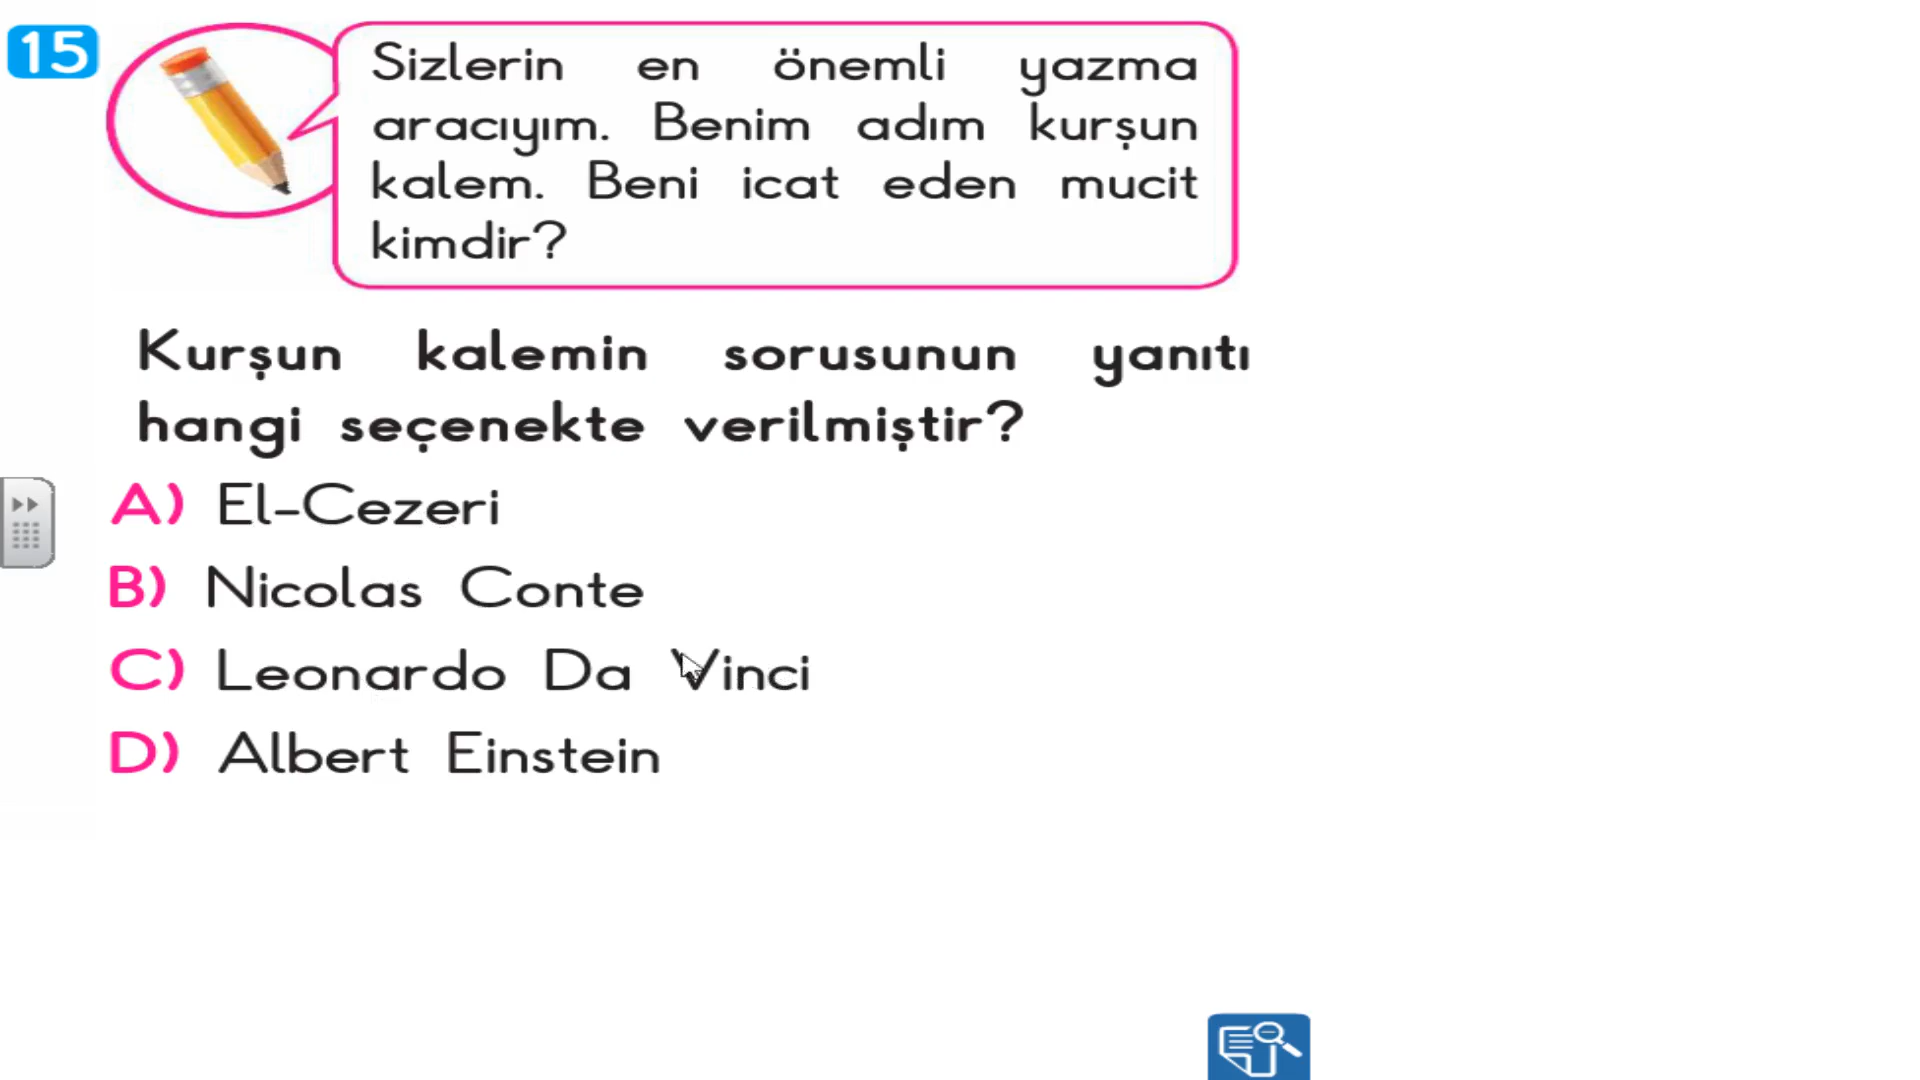 15
Sizlerin en önemli yazma
aracıyım. Benim adım kurşun
kalem. Beni icat eden mucit
kimdir?
Kurşun kalemin sorusunun yanıtı
hangi seçenekte verilmiştir?
A) El-Cezeri
B) Nicolas Conte
C) Leonardo Da Vinci
D) Albert Einstein